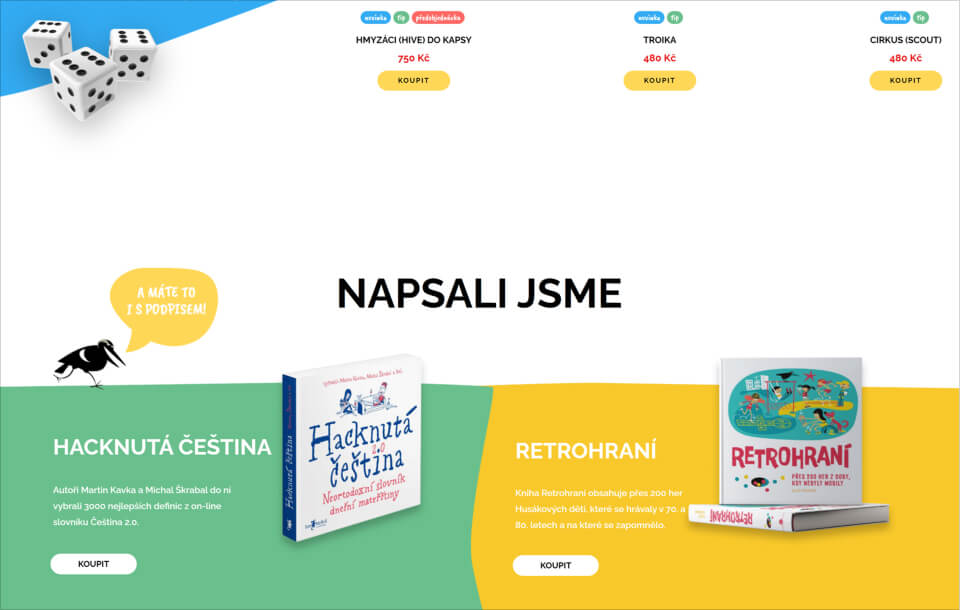 novinka tip předobjednávka
HMYZÁCI (HIVE) DO KAPSY
750 Kč
KOUPIT
novinka tip
TROIKA
480 Kč
KOUPIT
novinka tip
CIRKUS (SCOUT)
480 Kč
KOUPIT
A MÁTE TO
I S PODPISEM!
NAPSALI JSME
HACKNUTÁ ČEŠTINA
Autoři Martin Kavka a Michal Škrabal do ní
vybrali 3000 nejlepších definic z on-line
slovníku Čeština 2.0.
KOUPIT
Hacknutá čeština
Hacknutá
2.0
čeština
Neortodoxní slovník
dnešní mateřštiny
RETROHRANÍ
Kniha Retrohraní obsahuje přes 200 her
Husákových dětí, které se hrávaly v 70. a
80. letech a na které se zapomnělo.
KOUPIT
RETROHRANÍ
PŘES 200 HER Z DOBY,
KDY NEBYLY MOBILY
RETROHRANÍ